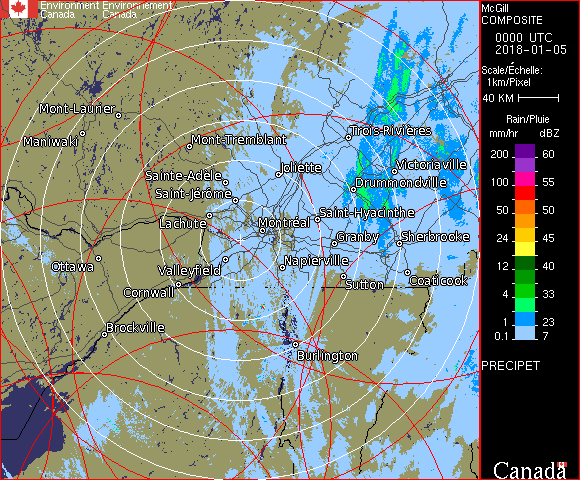 Environment Environnement
Canada Canada
McGill
COMPOSITE
0000 UTC
2018-01-05
Scale/Échelle:
1km/Pixel
40 KM
Rain/Pluie
mm/hr dBZ
200 60
100 55
50 50
24 45
12 40
4 33
1 23
0.1 7
PRECIPET
Canada
Mont-Laurier
Maniwaki
Mont-Tremblant
Trois-Rivières
Joliette
Victoriaville
Sainte-Adèle
Drummondville
Saint-Jérôme
Saint-Hyacinthe
Lachute
Montréal
Granby
Sherbrooke
Ottawa
Valleyfield
Napierville
Cornwall
Sutton
Coaticook
Brockville
Burlington